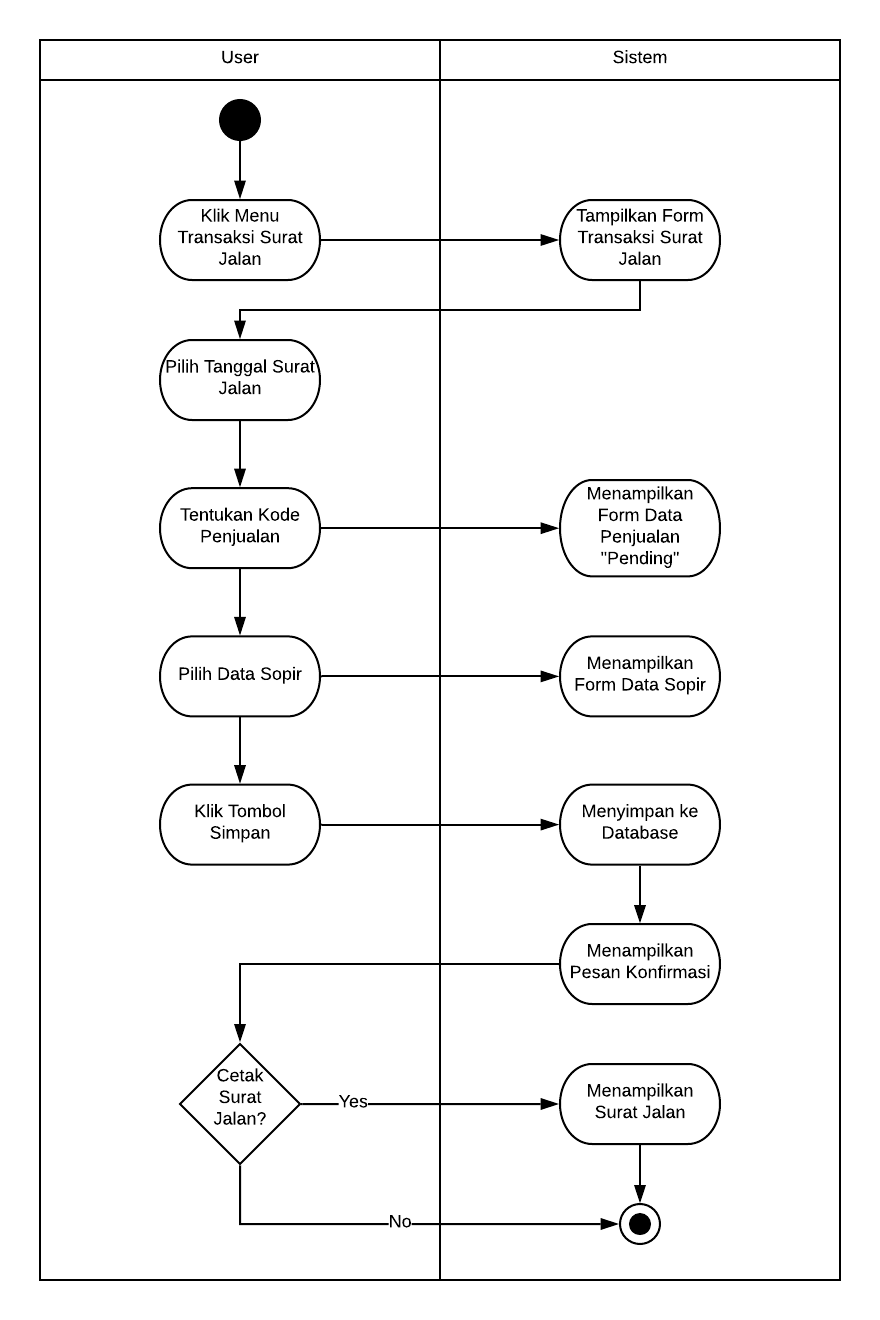 User
Sistem
Klik Menu
Transaksi Surat
Jalan
Tampilkan Form
Transaksi Surat
Jalan
Pilih Tanggal Surat
Jalan
Tentukan Kode
Penjualan
Menampilkan
Form Data
Penjualan
"Pending"
Pilih Data Sopir
Menampilkan
Form Data Sopir
Klik Tombol
Simpan
Menyimpan ke
Database
Menampilkan
Pesan Konfirmasi
Cetak
Surat
Jalan?
Yes
Menampilkan
Surat Jalan
No